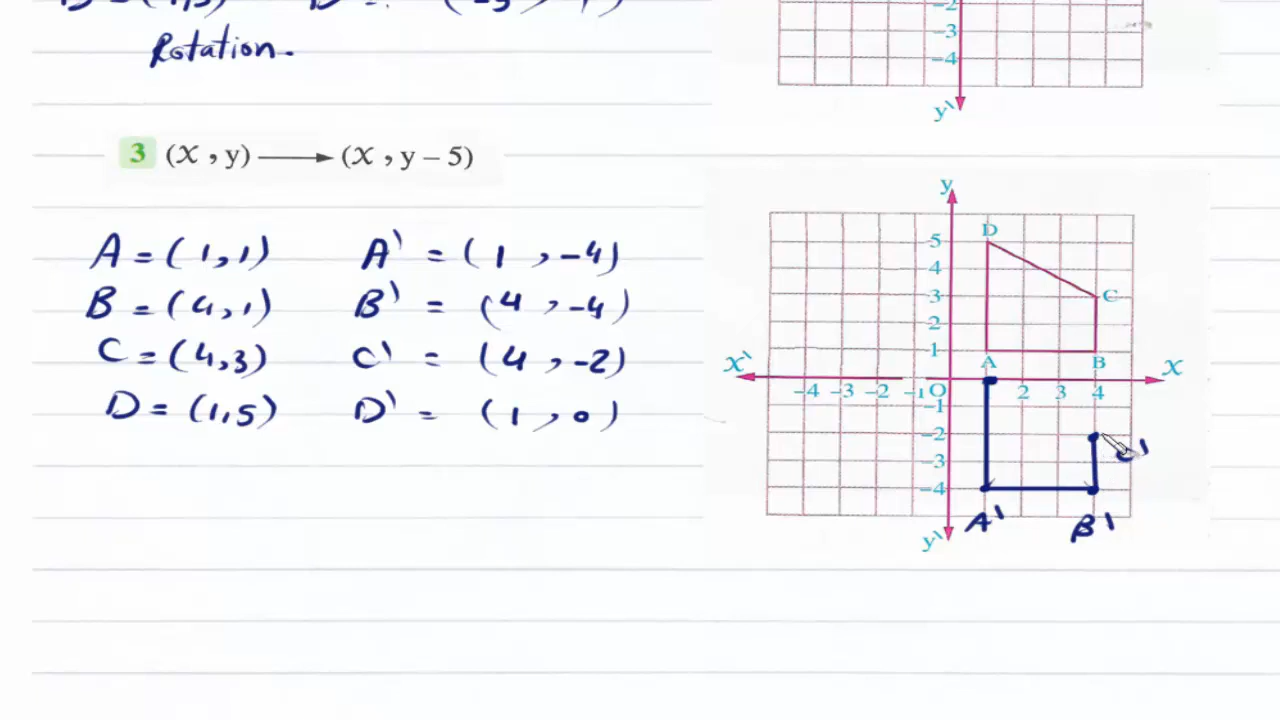 Rotation.
-2
-3
-4
y\
3 (x , y) ⟶ (x , y – 5)
A = (1,1) A\ = (1 , -4)
B = (4,1) B\ = (4 , -4)
C = (4,3) C\ = (4 , -2)
D = (1,5) D\ = (1 , 0)
y
D
5
4
3 C
2
1
A B
x\ x
-4 -3 -2 -1 O 2 3 4
-1
-2
C\
-3
-4
A\ B\
y\